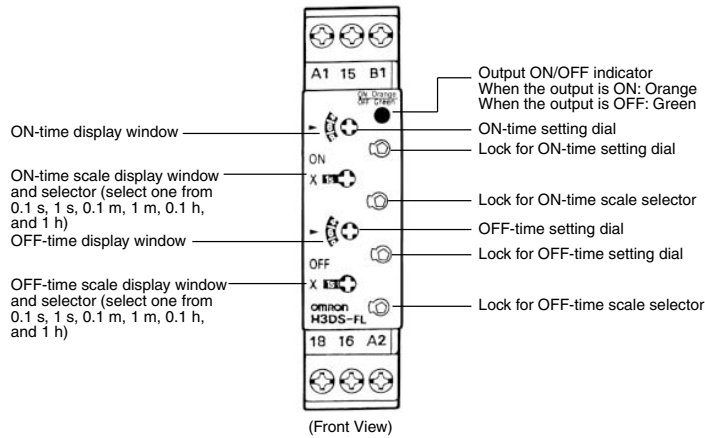 A1 15 B1
ON Orange
OFF Green
Output ON/OFF indicator
When the output is ON: Orange
When the output is OFF: Green
ON-time display window
ON-time setting dial
Lock for ON-time setting dial
ON
ON-time scale display window
and selector (select one from
0.1 s, 1 s, 0.1 m, 1 m, 0.1 h,
and 1 h)
X 1s
Lock for ON-time scale selector
OFF-time display window
OFF-time setting dial
Lock for OFF-time setting dial
OFF
OFF-time scale display window
and selector (select one from
0.1 s, 1 s, 0.1 m, 1 m, 0.1 h,
and 1 h)
X 1s
Lock for OFF-time scale selector
OMRON
H3DS-FL
18 16 A2
(Front View)